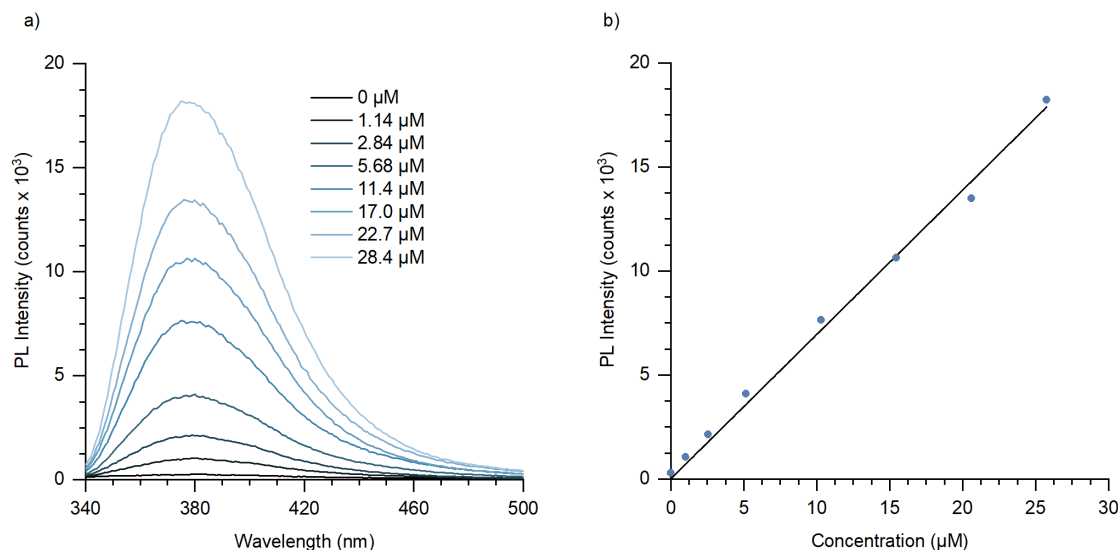 a)
20
15
10
5
0
PL Intensity (counts x 10³)
0 µM
1.14 µM
2.84 µM
5.68 µM
11.4 µM
17.0 µM
22.7 µM
28.4 µM
340 380 420 460 500
Wavelength (nm)
b)
20
15
10
5
0
PL Intensity (counts x 10³)
0 5 10 15 20 25 30
Concentration (µM)